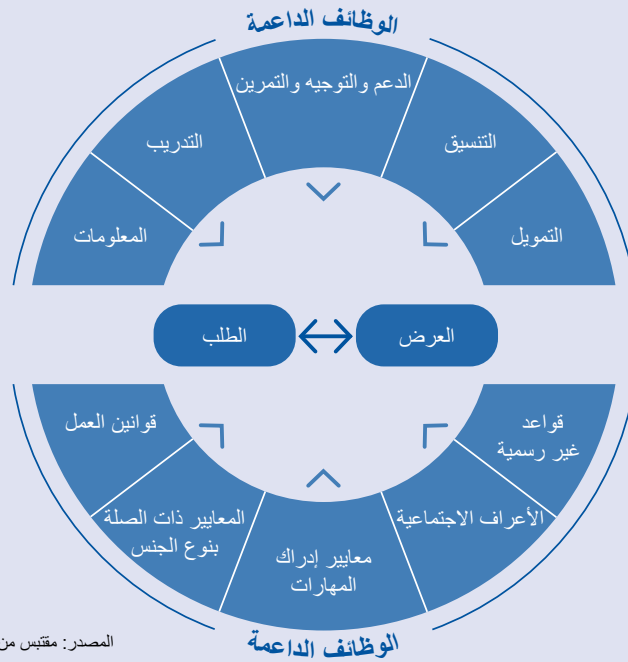 الوظائف الداعمة
الدعم والتوجيه والتمرين
التنسيق
التدريب
التمويل
المعلومات
العرض
الطلب
قواعد
غير رسمية
قوانين العمل
الأعراف الاجتماعية
المعايير ذات الصلة
بنوع الجنس
معايير إدراك
المهارات
الوظائف الداعمة
المصدر: مقتبس من